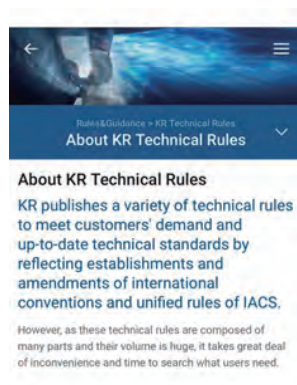 Rules&Guidance > KR Technical Rules
About KR Technical Rules
About KR Technical Rules
KR publishes a variety of technical rules
to meet customers' demand and
up-to-date technical standards by
reflecting establishments and
amendments of international
conventions and unified rules of IACS.
However, as these technical rules are composed of
many parts and their volume is huge, it takes great deal
of inconvenience and time to search what users need.